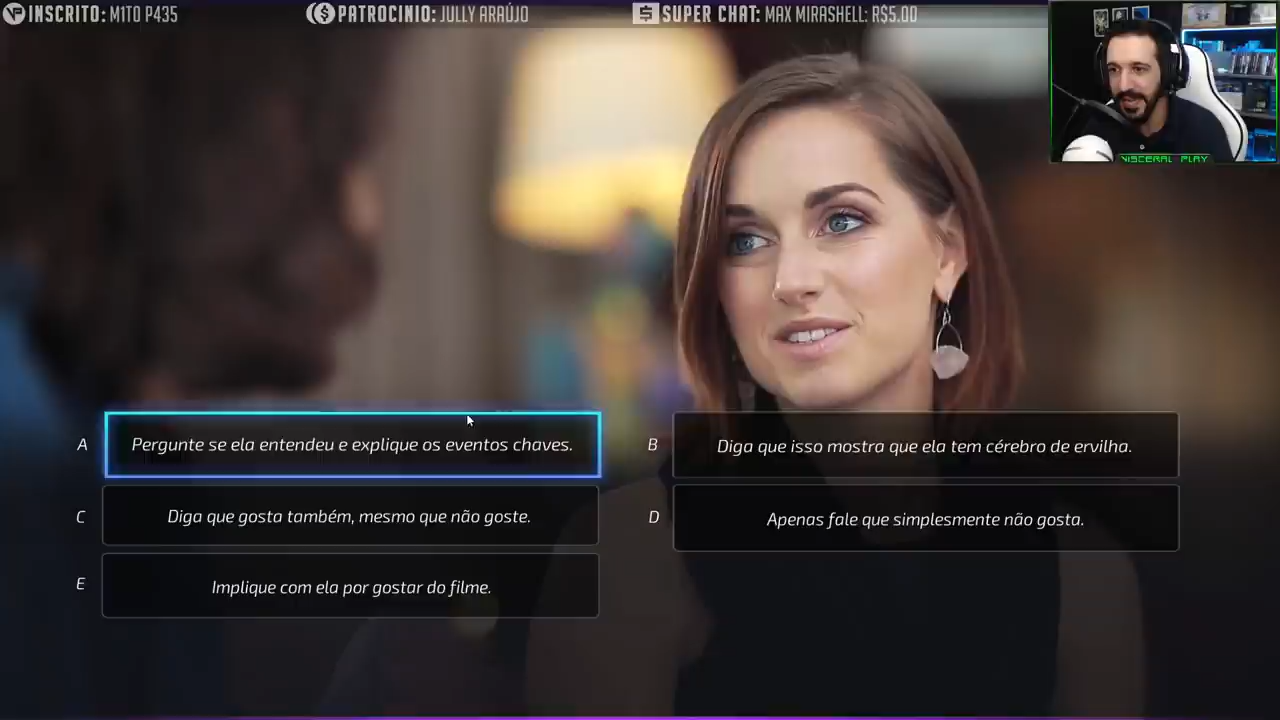 VP INSCRITO: M1TO P435
PATROCINIO: JULLY ARAÚJO
SUPER CHAT: MAX MIRASHELL: R$5.00
VISCERAL PLAY
A Pergunte se ela entendeu e explique os eventos chaves.
B Diga que isso mostra que ela tem cérebro de ervilha.
C Diga que gosta também, mesmo que não goste.
D Apenas fale que simplesmente não gosta.
E Implique com ela por gostar do filme.